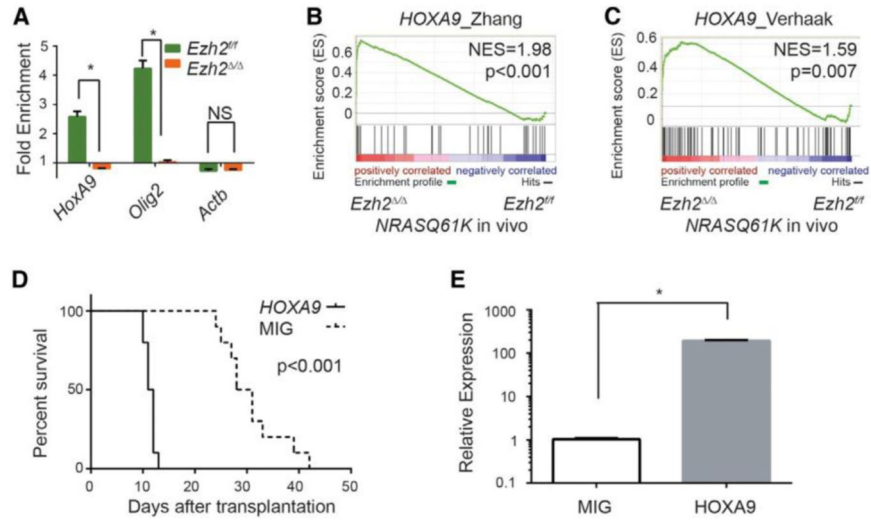 A
Fold Enrichment
5
4
3
2
1
*
*
NS
Ezh2f/f
Ezh2Δ/Δ
HoxA9
Olig2
Actb
B
HOXA9_Zhang
Enrichment score (ES)
0.6
0.4
0.2
0
NES=1.98
p<0.001
positively correlated negatively correlated
Enrichment profile Hits
Ezh2Δ/Δ Ezh2f/f
NRASQ61K in vivo
C
HOXA9_Verhaak
Enrichment score (ES)
0.6
0.4
0.2
0
NES=1.59
p=0.007
positively correlated negatively correlated
Enrichment profile Hits
Ezh2Δ/Δ Ezh2f/f
NRASQ61K in vivo
D
Percent survival
100
50
0
HOXA9
MIG
p<0.001
0 10 20 30 40 50
Days after transplantation
E
Relative Expression
1000
100
10
1
0.1
*
MIG HOXA9